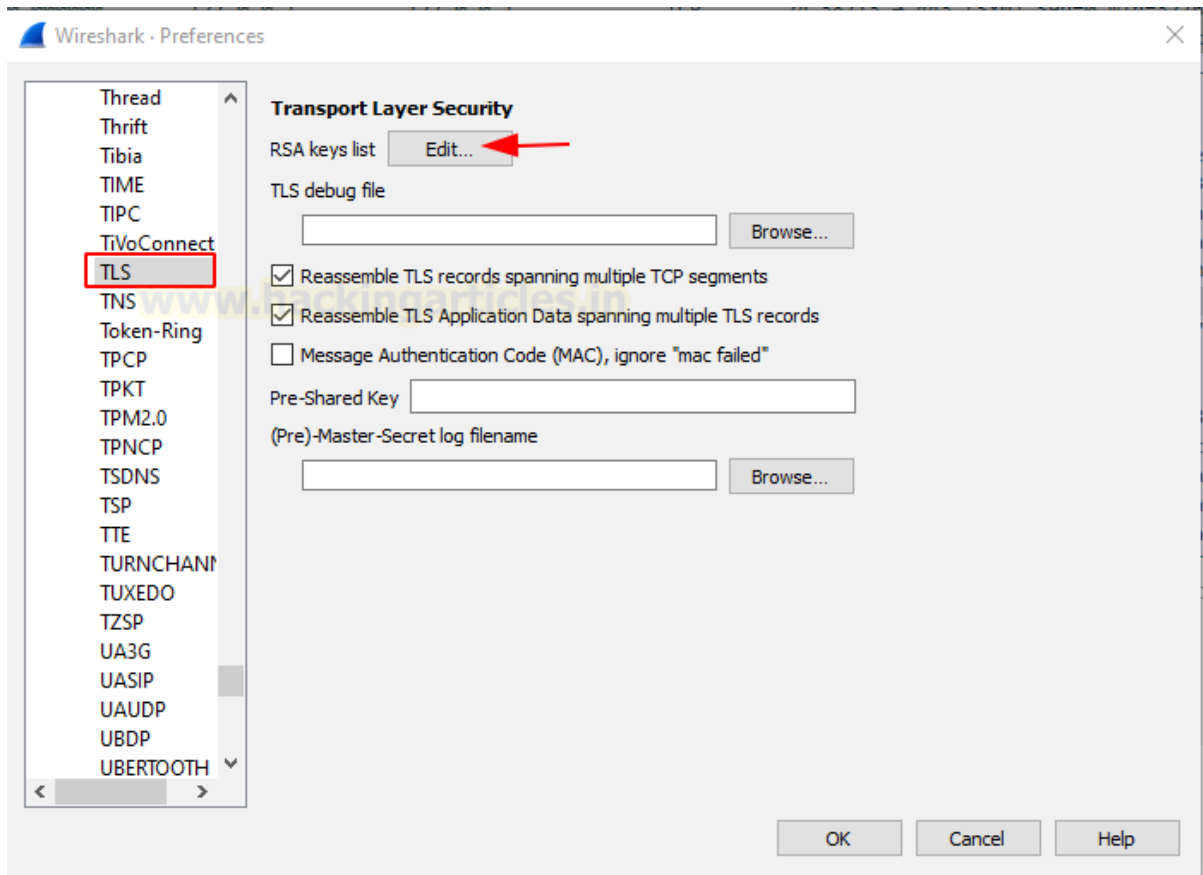 Wireshark · Preferences
Thread
Thrift
Tibia
TIME
TIPC
TiVoConnect
TLS
TNS
Token-Ring
TPCP
TPKT
TPM2.0
TPNCP
TSDNS
TSP
TTE
TURNCHANN
TUXEDO
TZSP
UA3G
UASIP
UAUDP
UBDP
UBERTOOTH
Transport Layer Security
RSA keys list Edit...
TLS debug file
Browse...
Reassemble TLS records spanning multiple TCP segments
www.hackingarticles.in
Reassemble TLS Application Data spanning multiple TLS records
Message Authentication Code (MAC), ignore "mac failed"
Pre-Shared Key
(Pre)-Master-Secret log filename
Browse...
OK Cancel Help